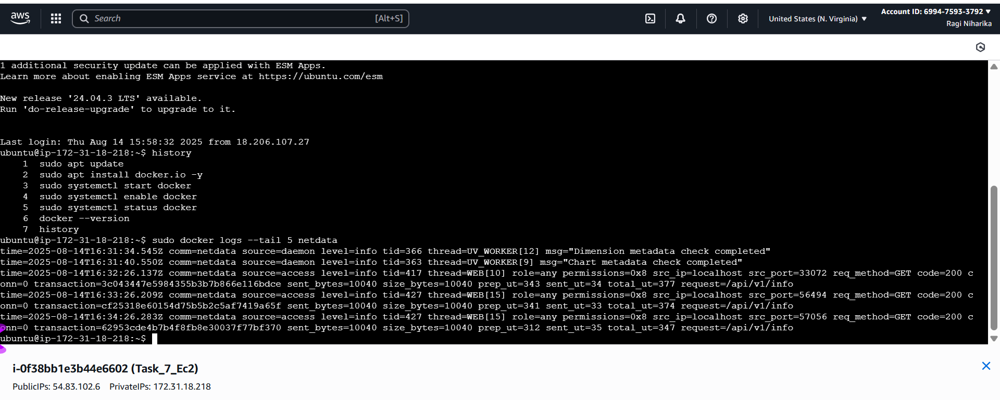 aws
Search [Alt+S]
United States (N. Virginia) ▼
Account ID: 6994-7593-3792 ▼
Ragi Niharika
1 additional security update can be applied with ESM Apps.
Learn more about enabling ESM Apps service at https://ubuntu.com/esm
New release '24.04.3 LTS' available.
Run 'do-release-upgrade' to upgrade to it.
Last login: Thu Aug 14 15:58:32 2025 from 18.206.107.27
ubuntu@ip-172-31-18-218:~$ history
    1  sudo apt update
    2  sudo apt install docker.io -y
    3  sudo systemctl start docker
    4  sudo systemctl enable docker
    5  sudo systemctl status docker
    6  docker --version
    7  history
ubuntu@ip-172-31-18-218:~$ sudo docker logs --tail 5 netdata
time=2025-08-14T16:31:34.545Z comm=netdata source=daemon level=info tid=366 thread=UV_WORKER[12] msg="Dimension metadata check completed"
time=2025-08-14T16:31:40.550Z comm=netdata source=daemon level=info tid=363 thread=UV_WORKER[9] msg="Chart metadata check completed"
time=2025-08-14T16:32:26.137Z comm=netdata source=access level=info tid=417 thread=WEB[10] role=any permissions=0x8 src_ip=localhost src_port=33072 req_method=GET code=200 c
onn=0 transaction=3c043447e5984355b3b7b866e116bdce sent_bytes=10040 size_bytes=10040 prep_ut=343 sent_ut=34 total_ut=377 request=/api/v1/info
time=2025-08-14T16:33:26.209Z comm=netdata source=access level=info tid=427 thread=WEB[15] role=any permissions=0x8 src_ip=localhost src_port=56494 req_method=GET code=200 c
onn=0 transaction=cf25318e60154d75b5b2c5af7419a65f sent_bytes=10040 size_bytes=10040 prep_ut=341 sent_ut=33 total_ut=374 request=/api/v1/info
time=2025-08-14T16:34:26.283Z comm=netdata source=access level=info tid=427 thread=WEB[15] role=any permissions=0x8 src_ip=localhost src_port=57056 req_method=GET code=200 c
onn=0 transaction=62953cde4b7b4f8fb8e30037f77bf370 sent_bytes=10040 size_bytes=10040 prep_ut=312 sent_ut=35 total_ut=347 request=/api/v1/info
ubuntu@ip-172-31-18-218:~$
i-0f38bb1e3b44e6602 (Task_7_Ec2)
PublicIPs: 54.83.102.6 PrivateIPs: 172.31.18.218